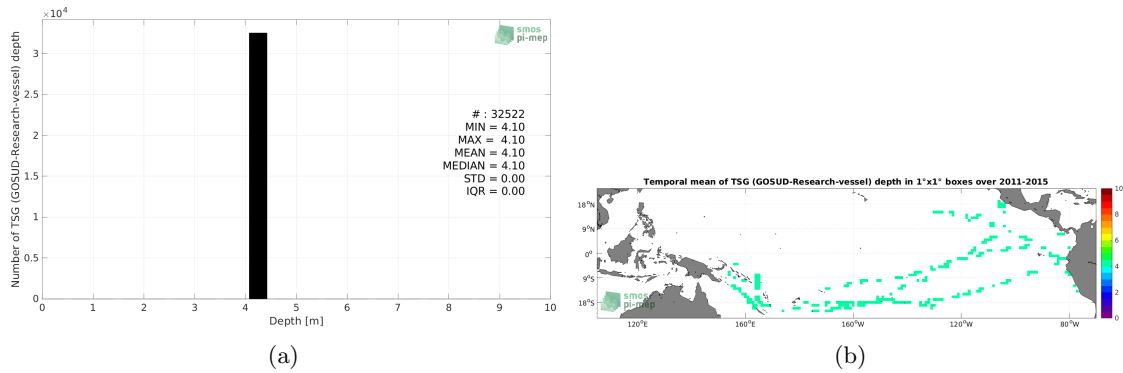 ×10⁴
smos
pi-mep
Number of TSG (GOSUD-Research-vessel) depth
3
2.5
2
1.5
1
0.5
0
# : 32522
MIN = 4.10
MAX = 4.10
MEAN = 4.10
MEDIAN = 4.10
STD = 0.00
IQR = 0.00
0 1 2 3 4 5 6 7 8 9 10
Depth [m]
(a)
Temporal mean of TSG (GOSUD-Research-vessel) depth in 1°x1° boxes over 2011-2015
18°N
9°N
0°
9°S
18°S
smos
pi-mep
120°E 160°E 160°W 120°W 80°W
10
8
6
4
2
0
(b)